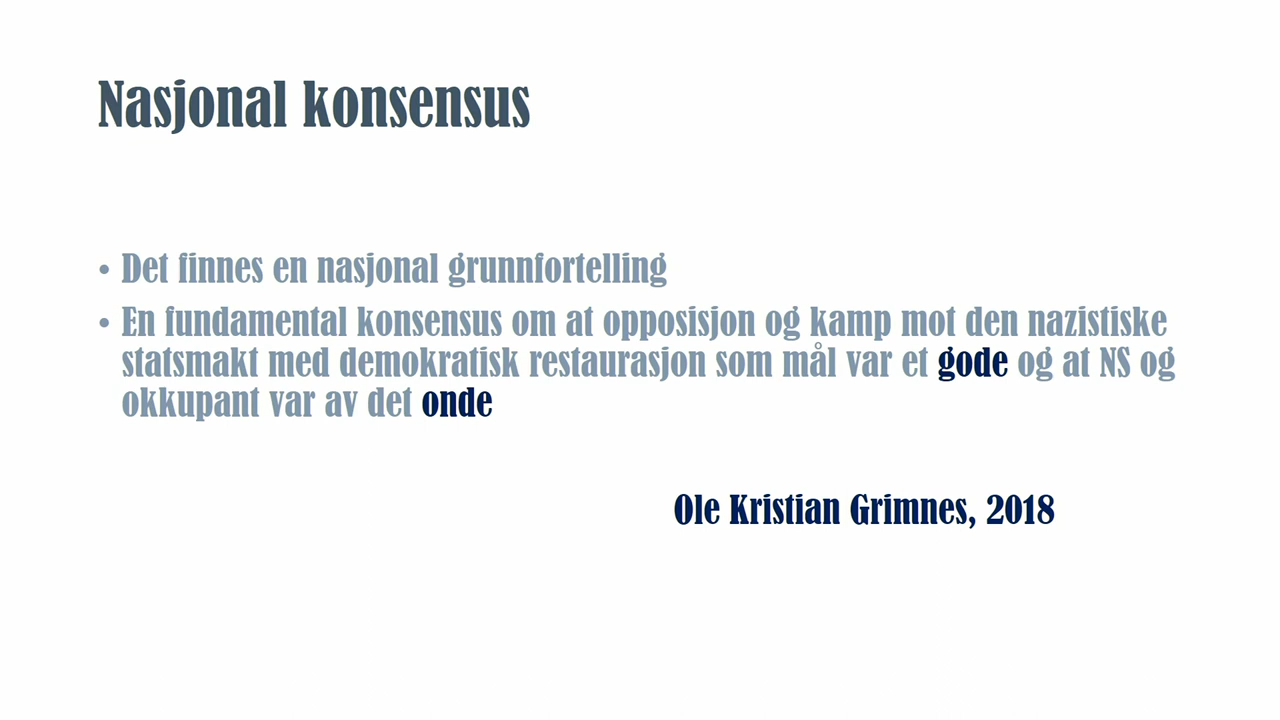 Nasjonal konsensus
• Det finnes en nasjonal grunnfortelling
• En fundamental konsensus om at opposisjon og kamp mot den nazistiske
statsmakt med demokratisk restaurasjon som mål var et gode og at NS og
okkupant var av det onde
Ole Kristian Grimnes, 2018